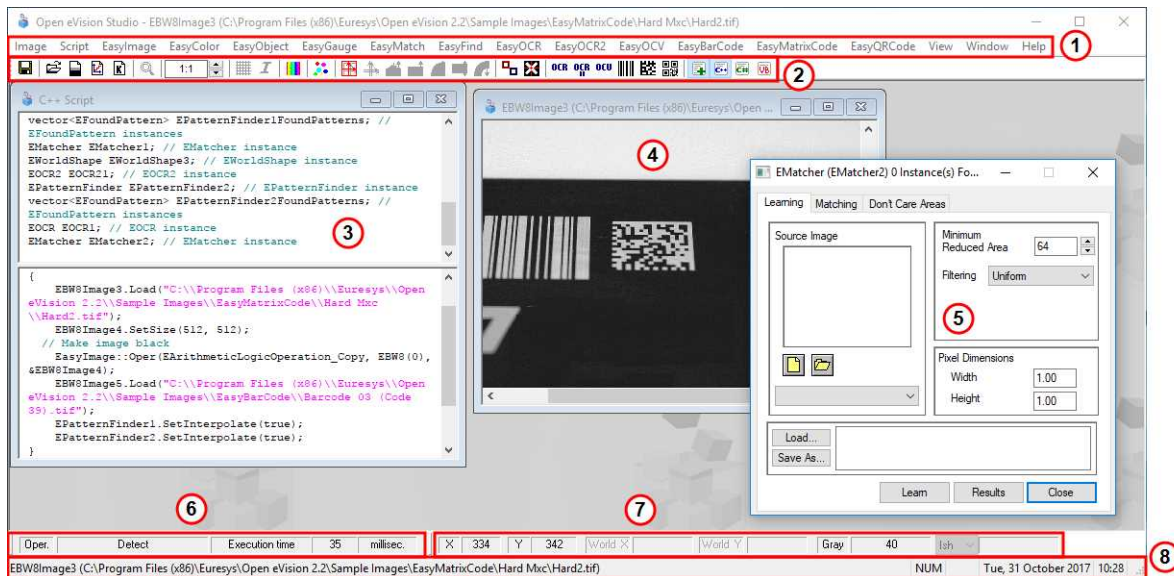 Open eVision Studio - EBW8Image3 (C:\Program Files (x86)\Euresys\Open eVision 2.2\Sample Images\EasyMatrixCode\Hard Mxc\Hard2.tif)
Image Script EasyImage EasyColor EasyObject EasyGauge EasyMatch EasyFind EasyOCR EasyOCR2 EasyOCV EasyBarCode EasyMatrixCode EasyQRCode View Window Help
1
1:1 OCR OCR II OCV C++ C# VB
2
C++ Script
vector<EFoundPattern> EPatternFinder1FoundPatterns; //
EFoundPattern instances
EMatcher EMatcher1; // EMatcher instance
EWorldShape EWorldShape3; // EWorldShape instance
EOCR2 EOCR21; // EOCR2 instance
EPatternFinder EPatternFinder2; // EPatternFinder instance
vector<EFoundPattern> EPatternFinder2FoundPatterns; //
EFoundPattern instances
EOCR EOCR1; // EOCR instance
EMatcher EMatcher2; // EMatcher instance
3
{
EBW8Image3.Load("C:\\Program Files (x86)\\Euresys\\Open
eVision 2.2\\Sample Images\\EasyMatrixCode\\Hard Mxc
\\Hard2.tif");
EBW8Image4.SetSize(512, 512);
// Make image black
EasyImage::Oper(EArithmeticLogicOperation_Copy, EBW8(0),
&EBW8Image4);
EBW8Image5.Load("C:\\Program Files (x86)\\Euresys\\Open
eVision 2.2\\Sample Images\\EasyBarCode\\Barcode 03 (Code
39).tif");
EPatternFinder1.SetInterpolate(true);
EPatternFinder2.SetInterpolate(true);
}
EBW8Image3 (C:\Program Files (x86)\Euresys\Open ...
4
EMatcher (EMatcher2) 0 Instance(s) Fo...
Learning Matching Don't Care Areas
Source Image
Minimum
Reduced Area 64
Filtering Uniform
5
Pixel Dimensions
Width 1.00
Height 1.00
Load...
Save As...
Learn Results Close
6
7
Oper. Detect Execution time 35 millisec.
X 334 Y 342 World X World Y Gray 40 Ish
8
EBW8Image3 (C:\Program Files (x86)\Euresys\Open eVision 2.2\Sample Images\EasyMatrixCode\Hard Mxc\Hard2.tif) NUM Tue, 31 October 2017 10:28